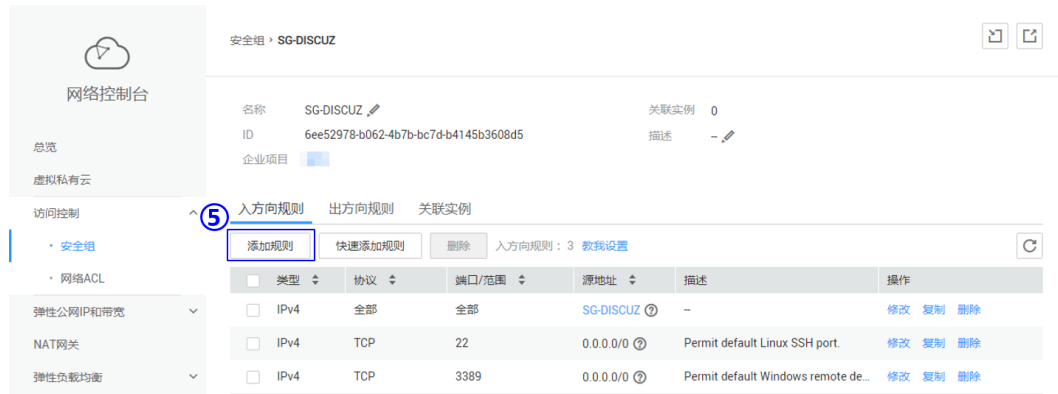 安全组 › SG-DISCUZ
网络控制台
名称 SG-DISCUZ 关联实例 0
ID 6ee52978-b062-4b7b-bc7d-b4145b3608d5 描述 --
企业项目
总览
虚拟私有云
访问控制
安全组
网络ACL
弹性公网IP和带宽
NAT网关
弹性负载均衡
入方向规则 出方向规则 关联实例
⑤
添加规则 快速添加规则 删除 入方向规则：3 教我设置
类型 协议 端口/范围 源地址 描述 操作
IPv4 全部 全部 SG-DISCUZ ? -- 修改 复制 删除
IPv4 TCP 22 0.0.0.0/0 ? Permit default Linux SSH port. 修改 复制 删除
IPv4 TCP 3389 0.0.0.0/0 ? Permit default Windows remote de... 修改 复制 删除